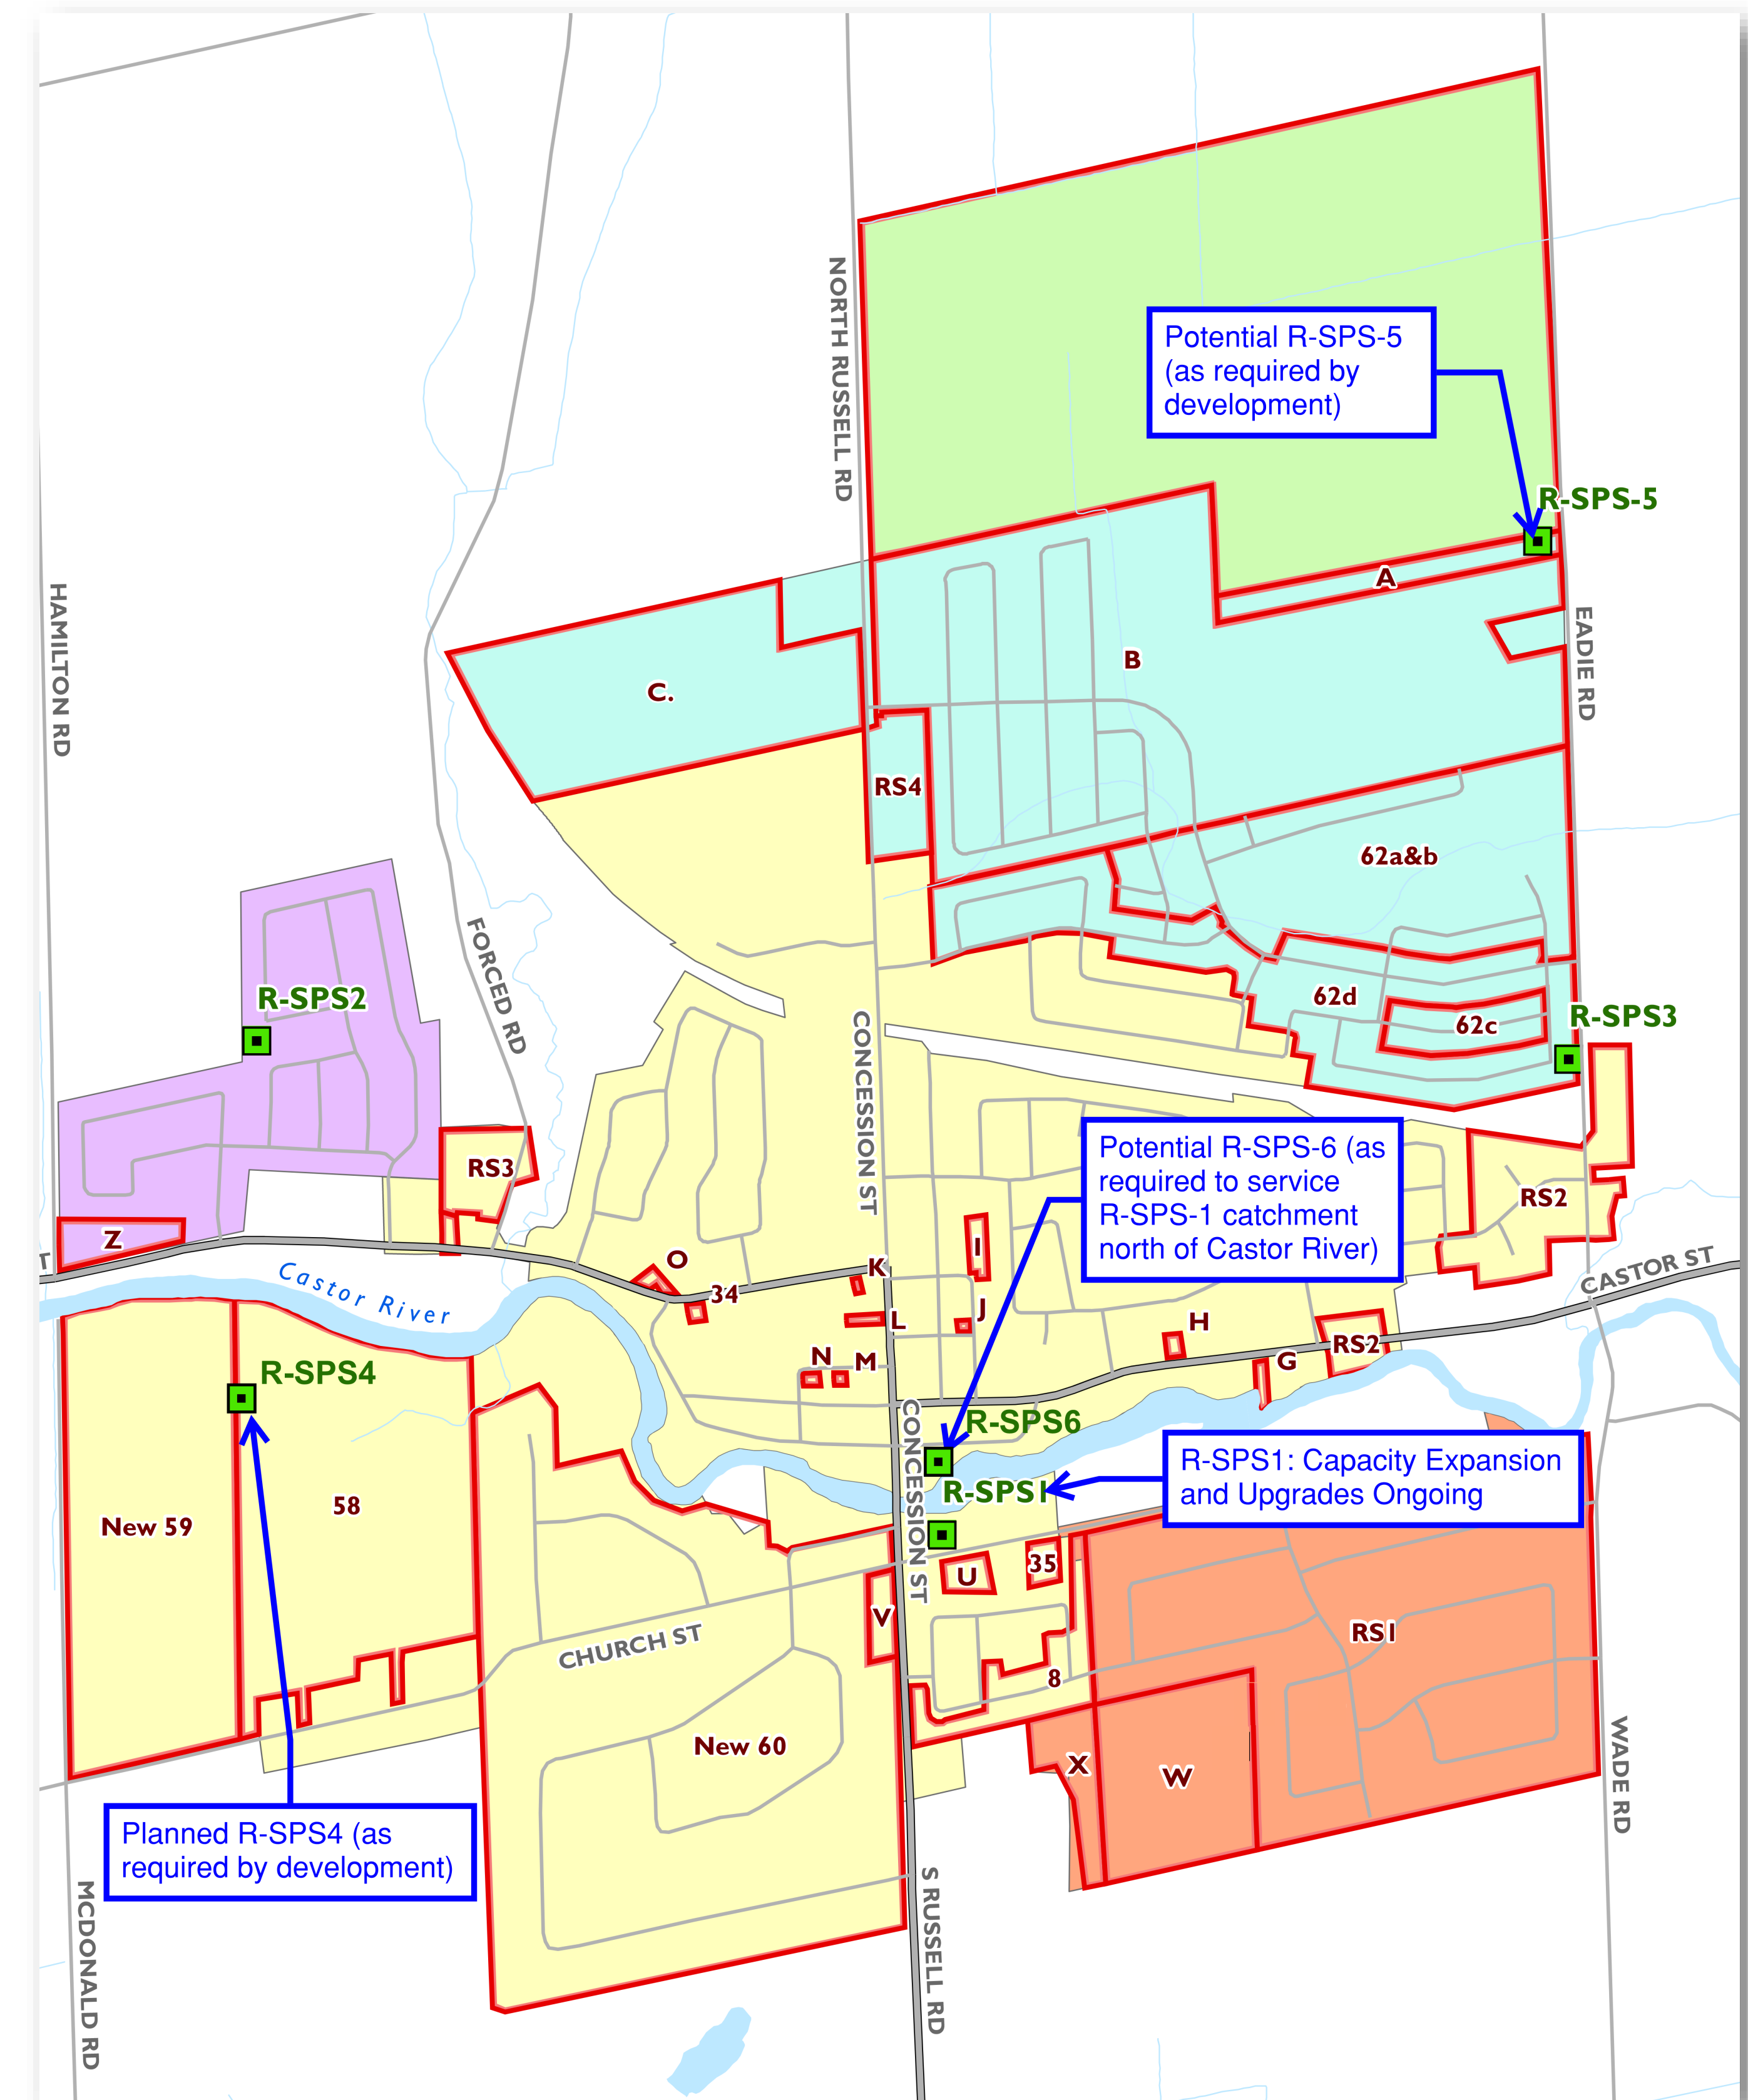 NORTH RUSSELL RD
Potential R-SPS-5
(as required by
development)
R-SPS-5
A
HAMILTON RD
EADIE RD
B
C.
RS4
62a&b
FORCED RD
R-SPS2
62d
62c
R-SPS3
CONCESSION ST
Potential R-SPS-6 (as
required to service
R-SPS-1 catchment
north of Castor River)
RS3
RS2
Z
T
O
K
I
34
J
L
H
CASTOR ST
Castor River
N
M
RS2
G
R-SPS4
R-SPS6
CONCESSION ST
R-SPS1: Capacity Expansion
and Upgrades Ongoing
R-SPS1
58
New 59
35
U
V
CHURCH ST
RS1
8
New 60
X
W
WADE RD
Planned R-SPS4 (as
required by development)
MCDONALD RD
S RUSSELL RD